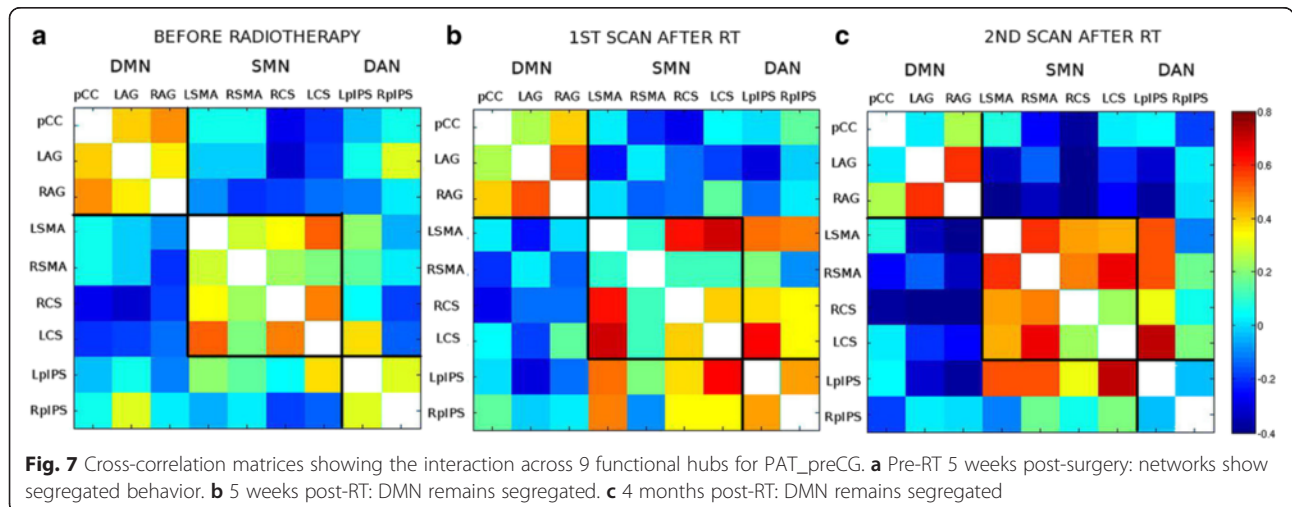 a BEFORE RADIOTHERAPY b 1ST SCAN AFTER RT c 2ND SCAN AFTER RT
DMN SMN DAN DMN SMN DAN DMN SMN DAN
pCC LAG RAG LSMA RSMA RCS LCS LpIPS RpIPS pCC LAG RAG LSMA RSMA RCS LCS LpIPS RpIPS pCC LAG RAG LSMA RSMA RCS LCS LpIPS RpIPS
pCC pCC pCC 0.8
LAG LAG LAG 0.6
RAG RAG RAG
LSMA LSMA LSMA 0.4
RSMA RSMA RSMA 0.2
RCS RCS RCS
LCS LCS LCS 0
LpIPS LpIPS LpIPS -0.2
RpIPS RpIPS RpIPS -0.4
Fig. 7 Cross-correlation matrices showing the interaction across 9 functional hubs for PAT_preCG. a Pre-RT 5 weeks post-surgery: networks show
segregated behavior. b 5 weeks post-RT: DMN remains segregated. c 4 months post-RT: DMN remains segregated